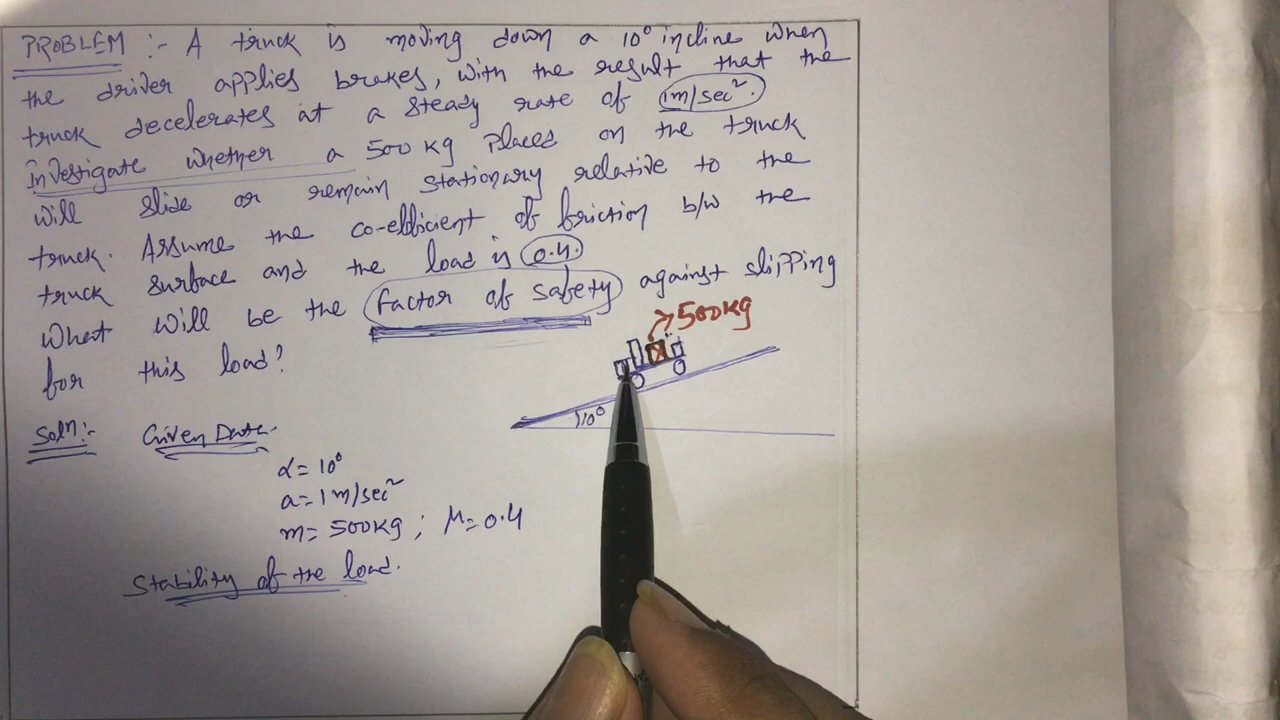 PROBLEM :- A truck is moving down a 10° incline when
the driver applies brakes, with the result that the
truck decelerates at a steady rate of 1m/sec².
Investigate whether a 500 kg Places on the truck
will slide or remain stationary relative to the
truck. Assume the co-efficient of friction b/w the
truck surface and the load is 0.4.
What will be the factor of safety against slipping
for this load?
500kg
10°
Soln:- Given Data.
α = 10°
a = 1 m/sec²
m = 500kg ; μ = 0.4
Stability of the load.